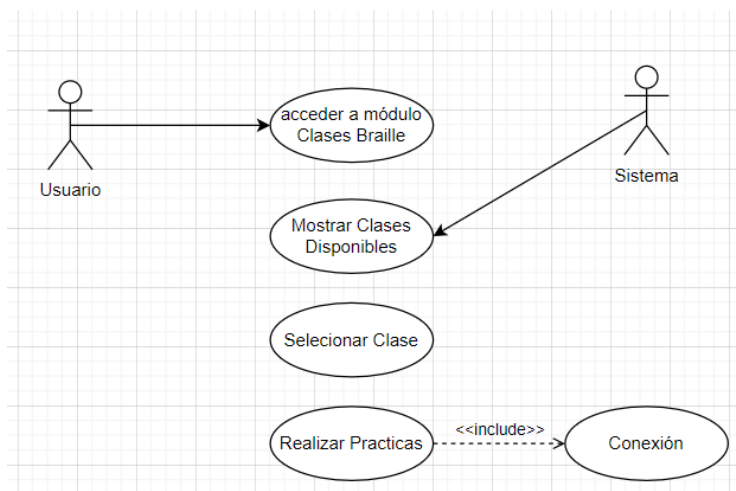 acceder a módulo
Clases Braille
Usuario
Sistema
Mostrar Clases
Disponibles
Selecionar Clase
Realizar Practicas
<<include>>
Conexión